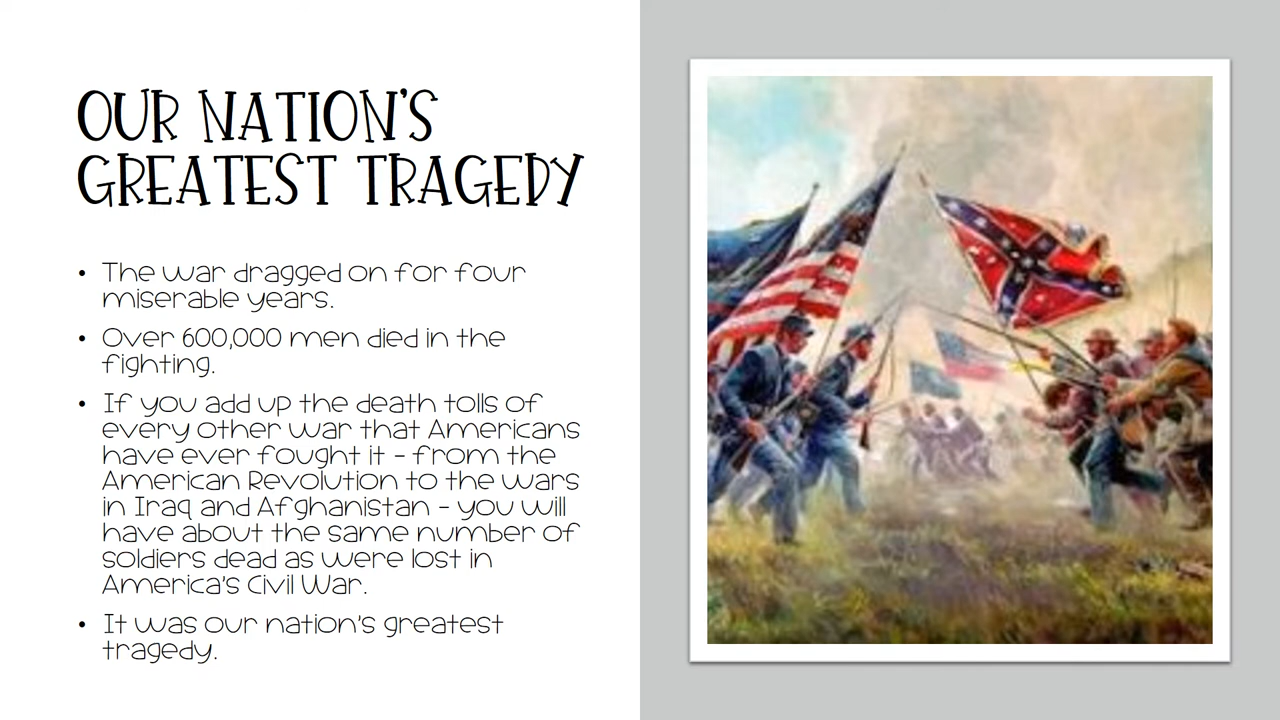 OUR NATION'S
GREATEST TRAGEDY
• The war dragged on for four
miserable years.
• Over 600,000 men died in the
fighting.
• If you add up the death tolls of
every other war that Americans
have ever fought it – from the
American Revolution to the wars
in Iraq and Afghanistan – you will
have about the same number of
soldiers dead as were lost in
America's Civil War.
• It was our nation's greatest
tragedy.